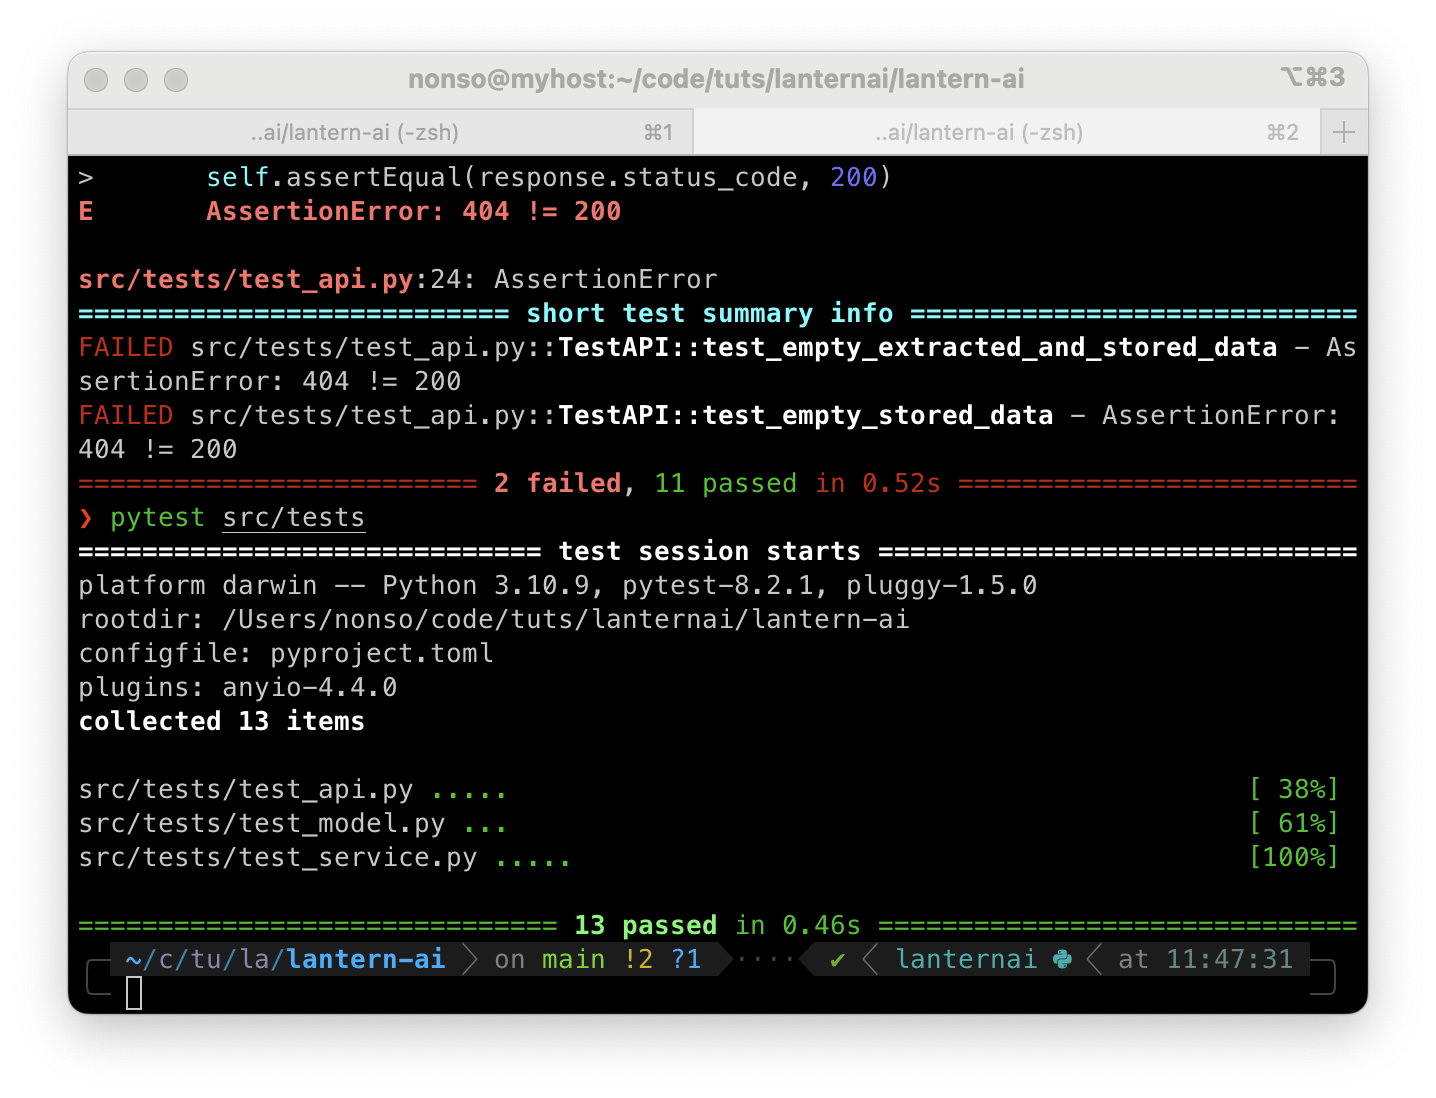 nonso@myhost:~/code/tuts/lanternai/lantern-ai ⌥⌘3
..ai/lantern-ai (-zsh) ⌘1 ..ai/lantern-ai (-zsh) ⌘2 +
>       self.assertEqual(response.status_code, 200)
E       AssertionError: 404 != 200
src/tests/test_api.py:24: AssertionError
=========================== short test summary info ============================
FAILED src/tests/test_api.py::TestAPI::test_empty_extracted_and_stored_data - As
sertionError: 404 != 200
FAILED src/tests/test_api.py::TestAPI::test_empty_stored_data - AssertionError:
404 != 200
========================= 2 failed, 11 passed in 0.52s =========================
❯ pytest src/tests
============================= test session starts ==============================
platform darwin -- Python 3.10.9, pytest-8.2.1, pluggy-1.5.0
rootdir: /Users/nonso/code/tuts/lanternai/lantern-ai
configfile: pyproject.toml
plugins: anyio-4.4.0
collected 13 items
src/tests/test_api.py ..... [ 38%]
src/tests/test_model.py ... [ 61%]
src/tests/test_service.py ..... [100%]
============================== 13 passed in 0.46s ==============================
~/c/tu/la/lantern-ai on main !2 ?1 ···· ✔ lanternai at 11:47:31